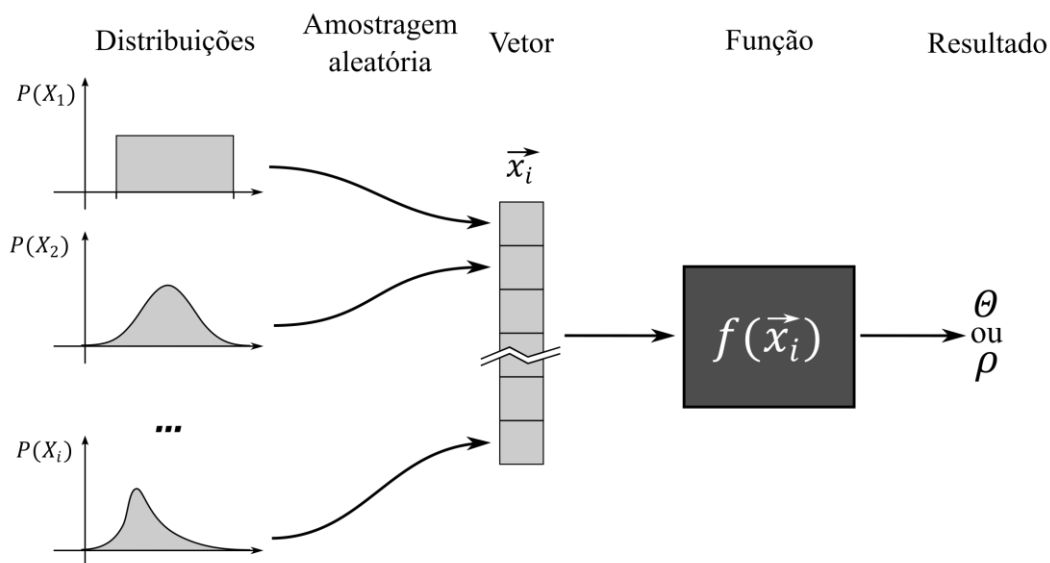 Distribuições
Amostragem
aleatória
Vetor
Função
Resultado
P(X₁)
P(X₂)
...
P(Xᵢ)
x⃗ᵢ
f(x⃗ᵢ)
Θ
ou
ρ